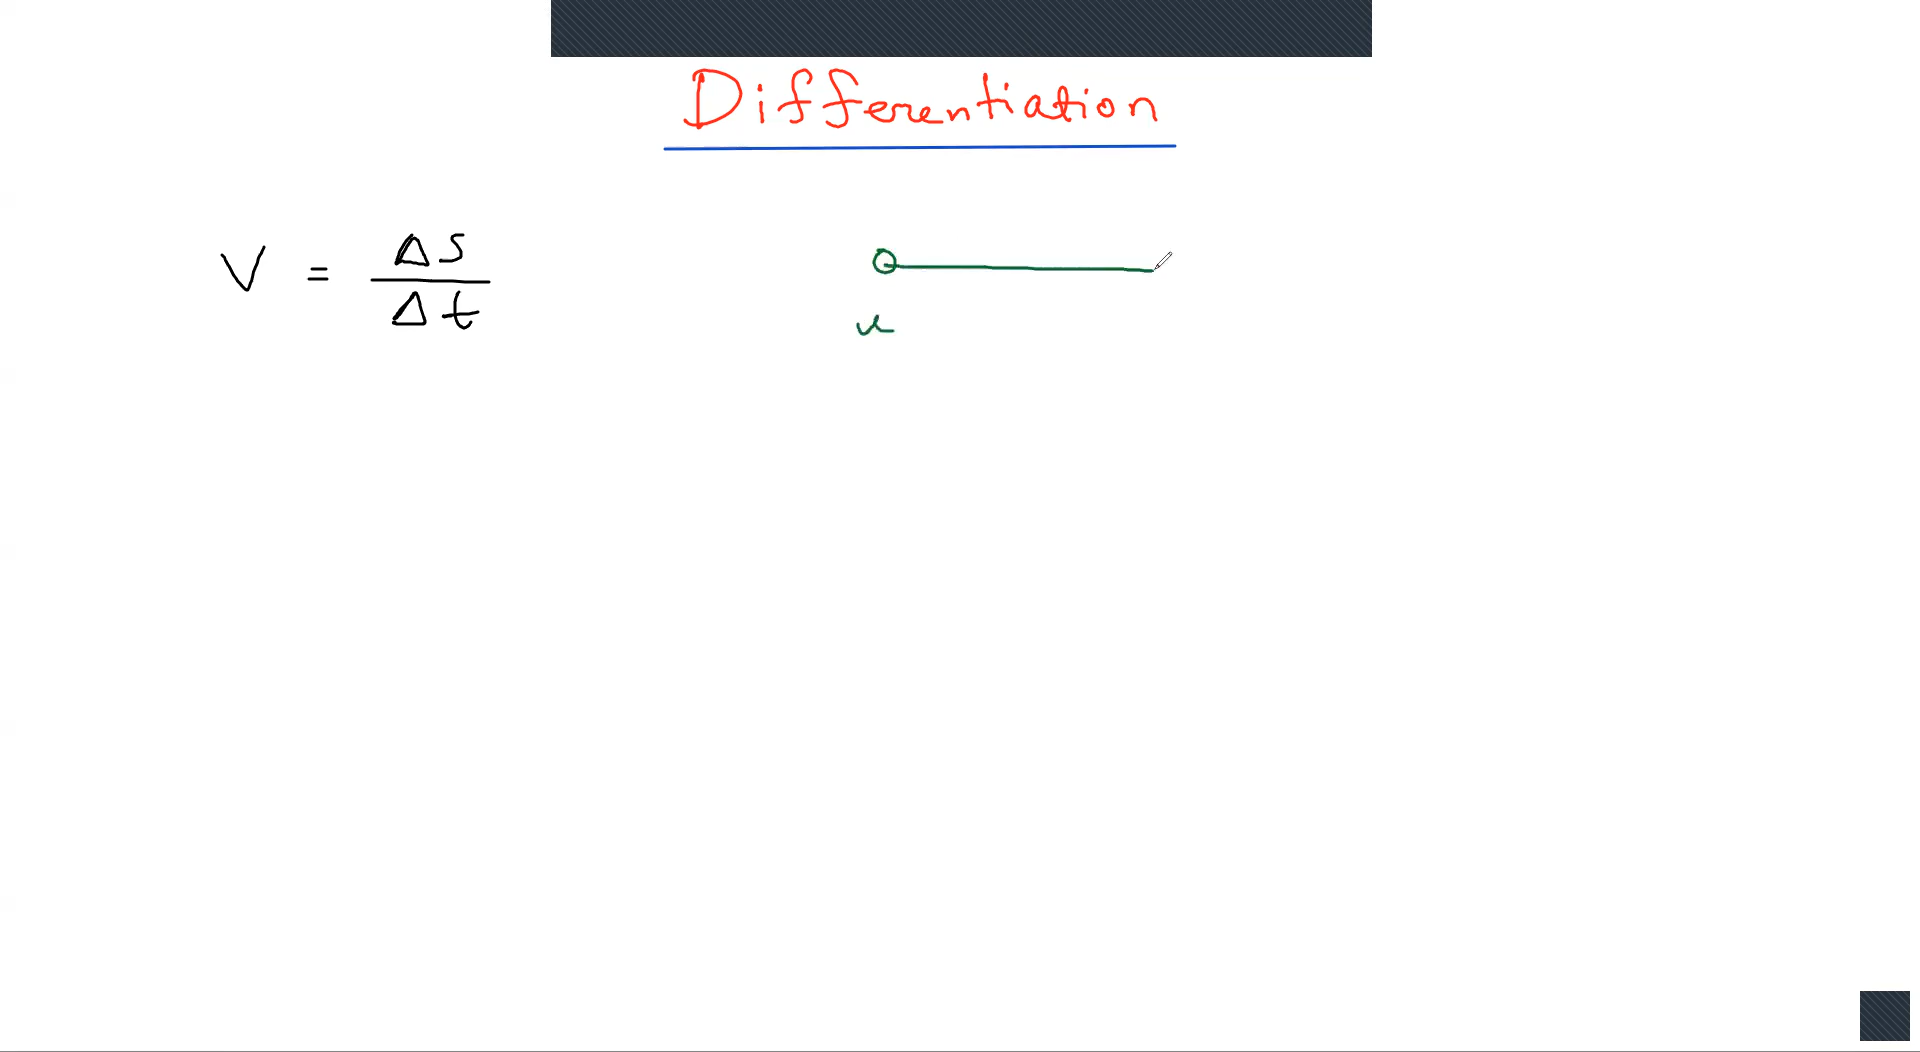 Differentiation
V = Δs / Δt
u